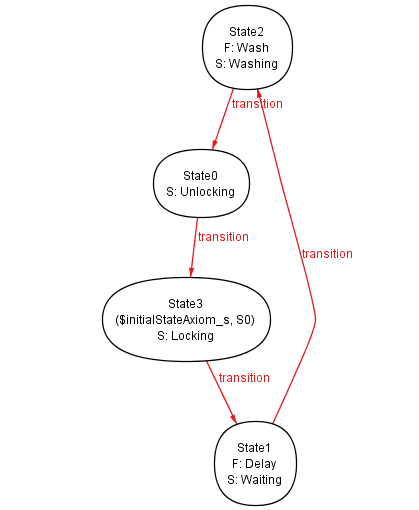 State2
F: Wash
S: Washing
transition
State0
S: Unlocking
transition
transition
State3
($initialStateAxiom_s, S0)
S: Locking
transition
State1
F: Delay
S: Waiting